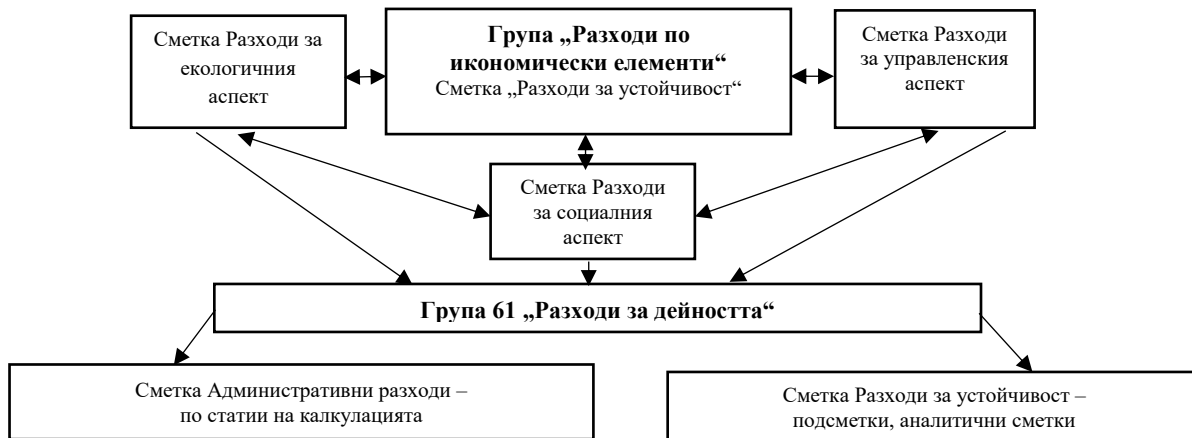 Сметка Разходи за
екологичния
аспект
Група „Разходи по
икономически елементи“
Сметка „Разходи за устойчивост“
Сметка Разходи
за управленския
аспект
Сметка Разходи
за социалния
аспект
Група 61 „Разходи за дейността“
Сметка Административни разходи –
по статии на калкулацията
Сметка Разходи за устойчивост –
подсметки, аналитични сметки